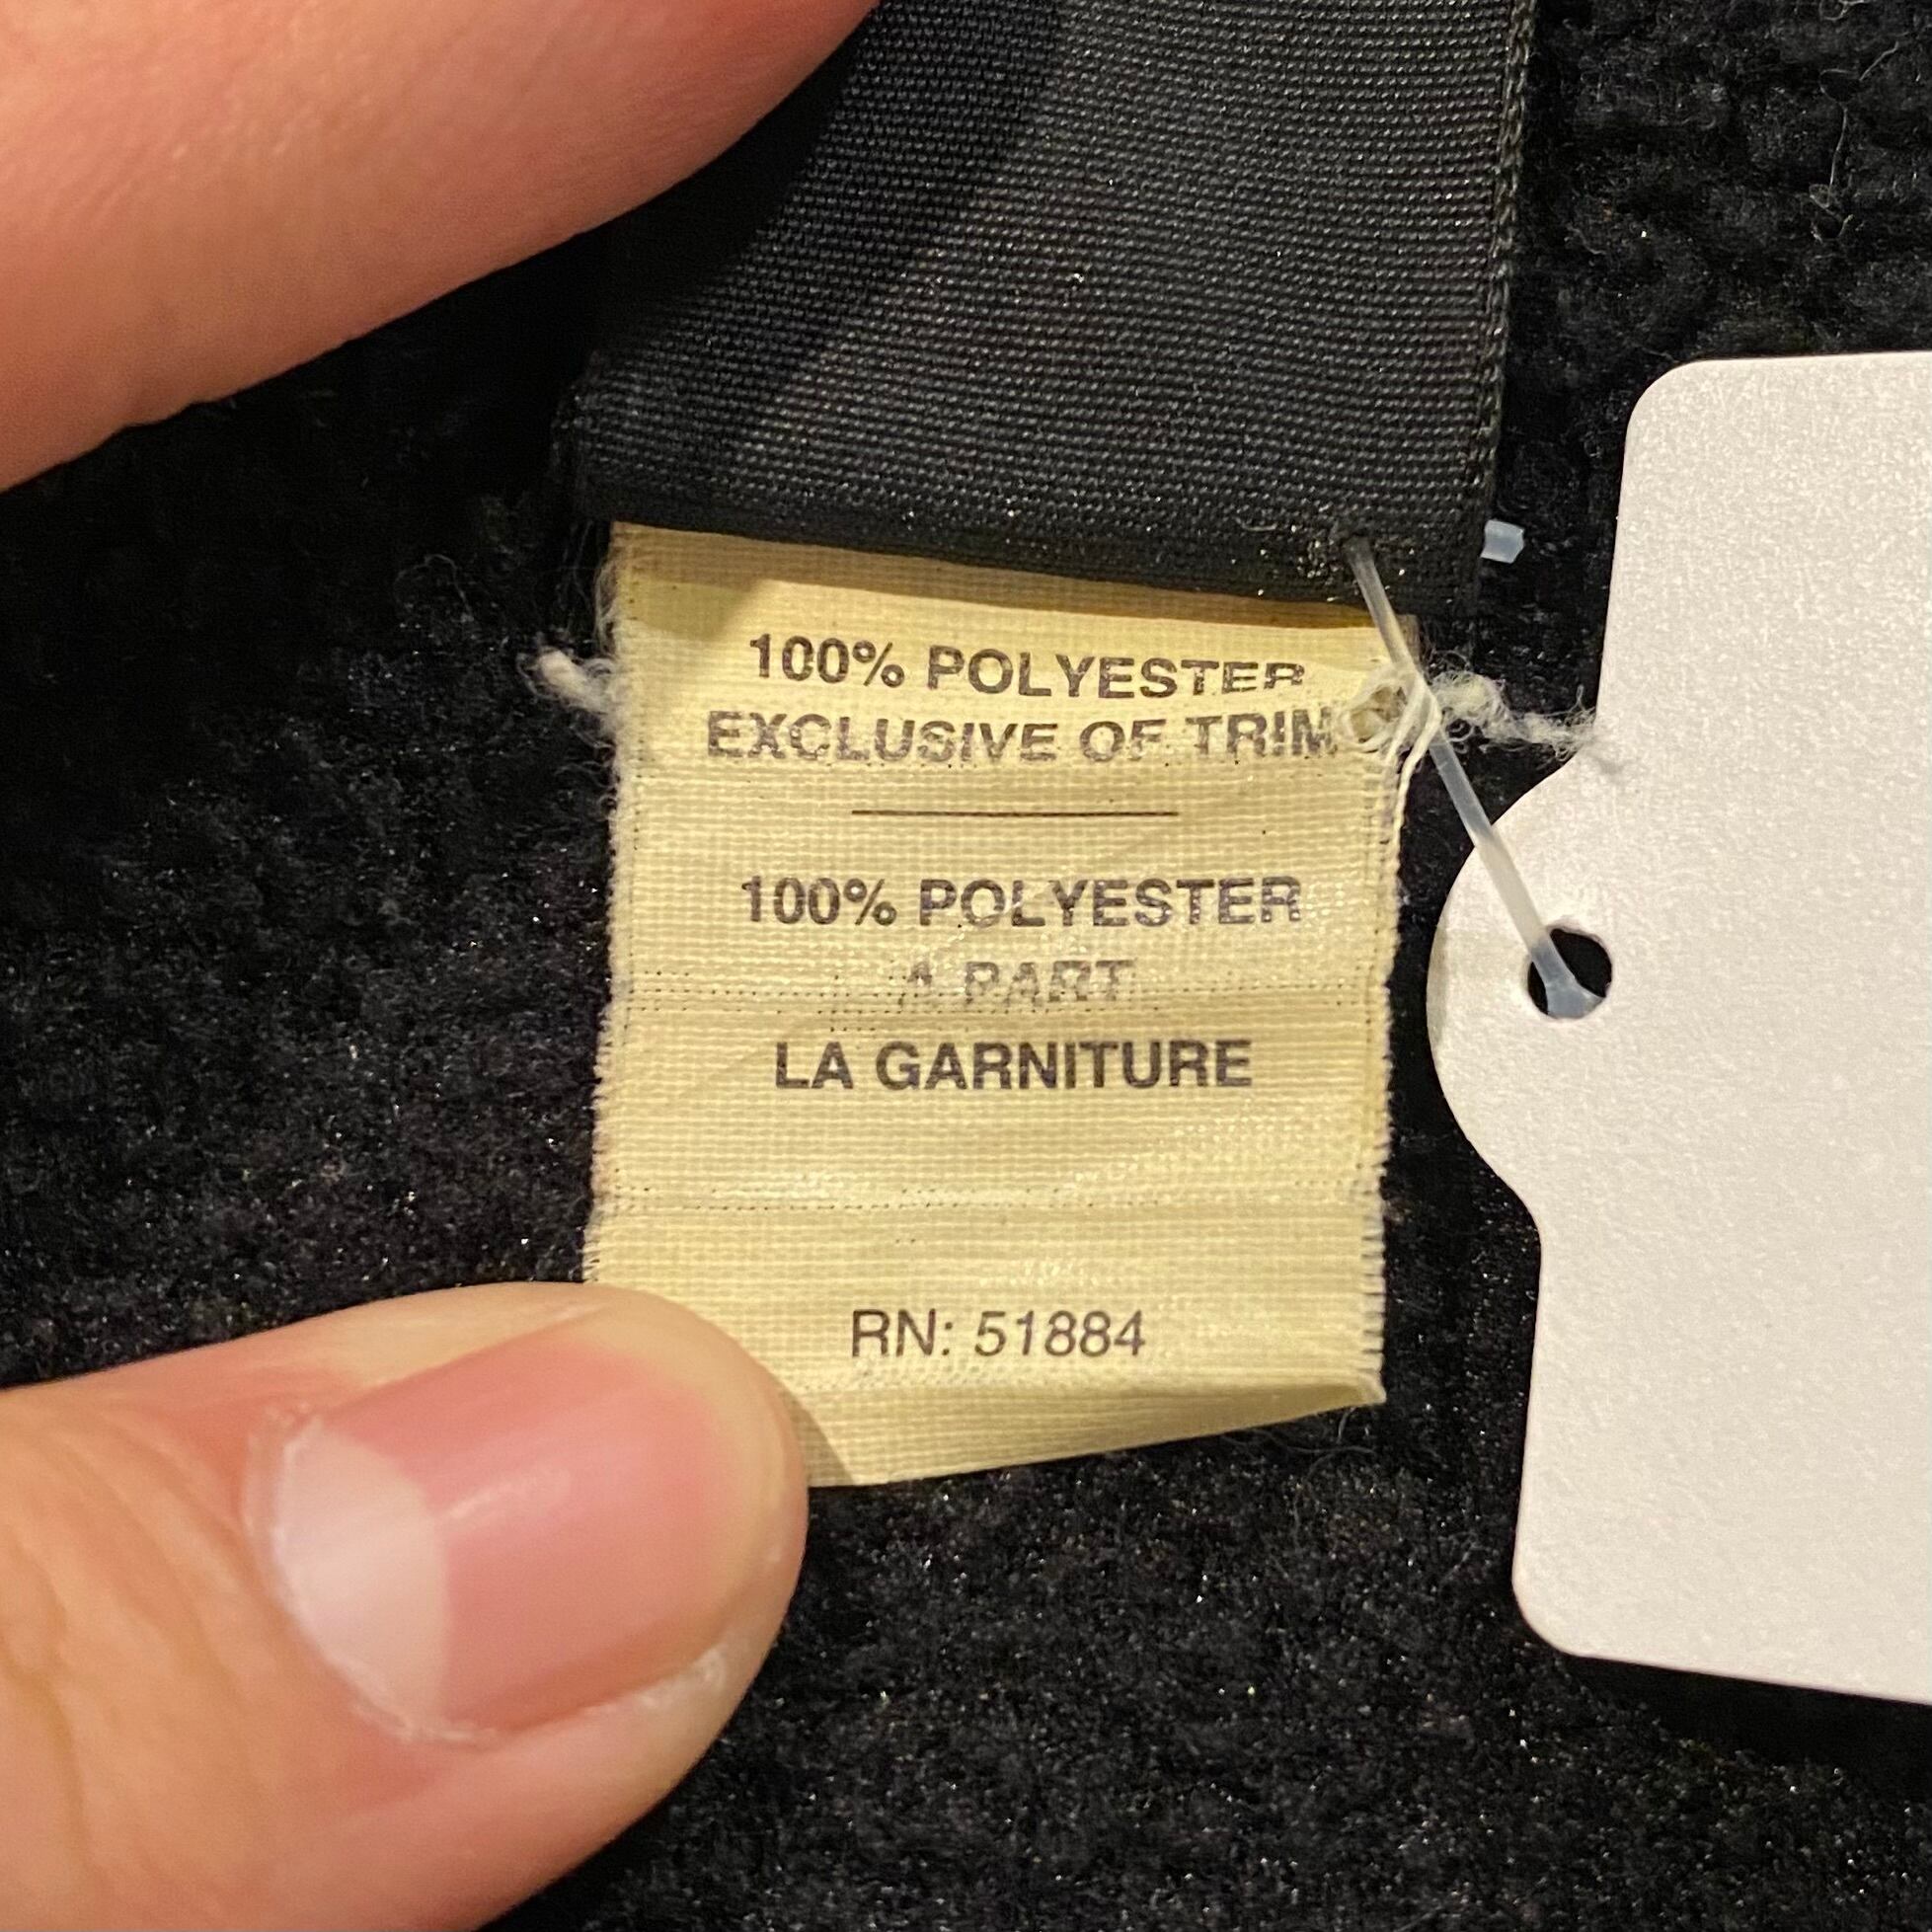 100% POLYESTER
EXCLUSIVE OF TRIM
100% POLYESTER
A PART
LA GARNITURE
RN: 51884